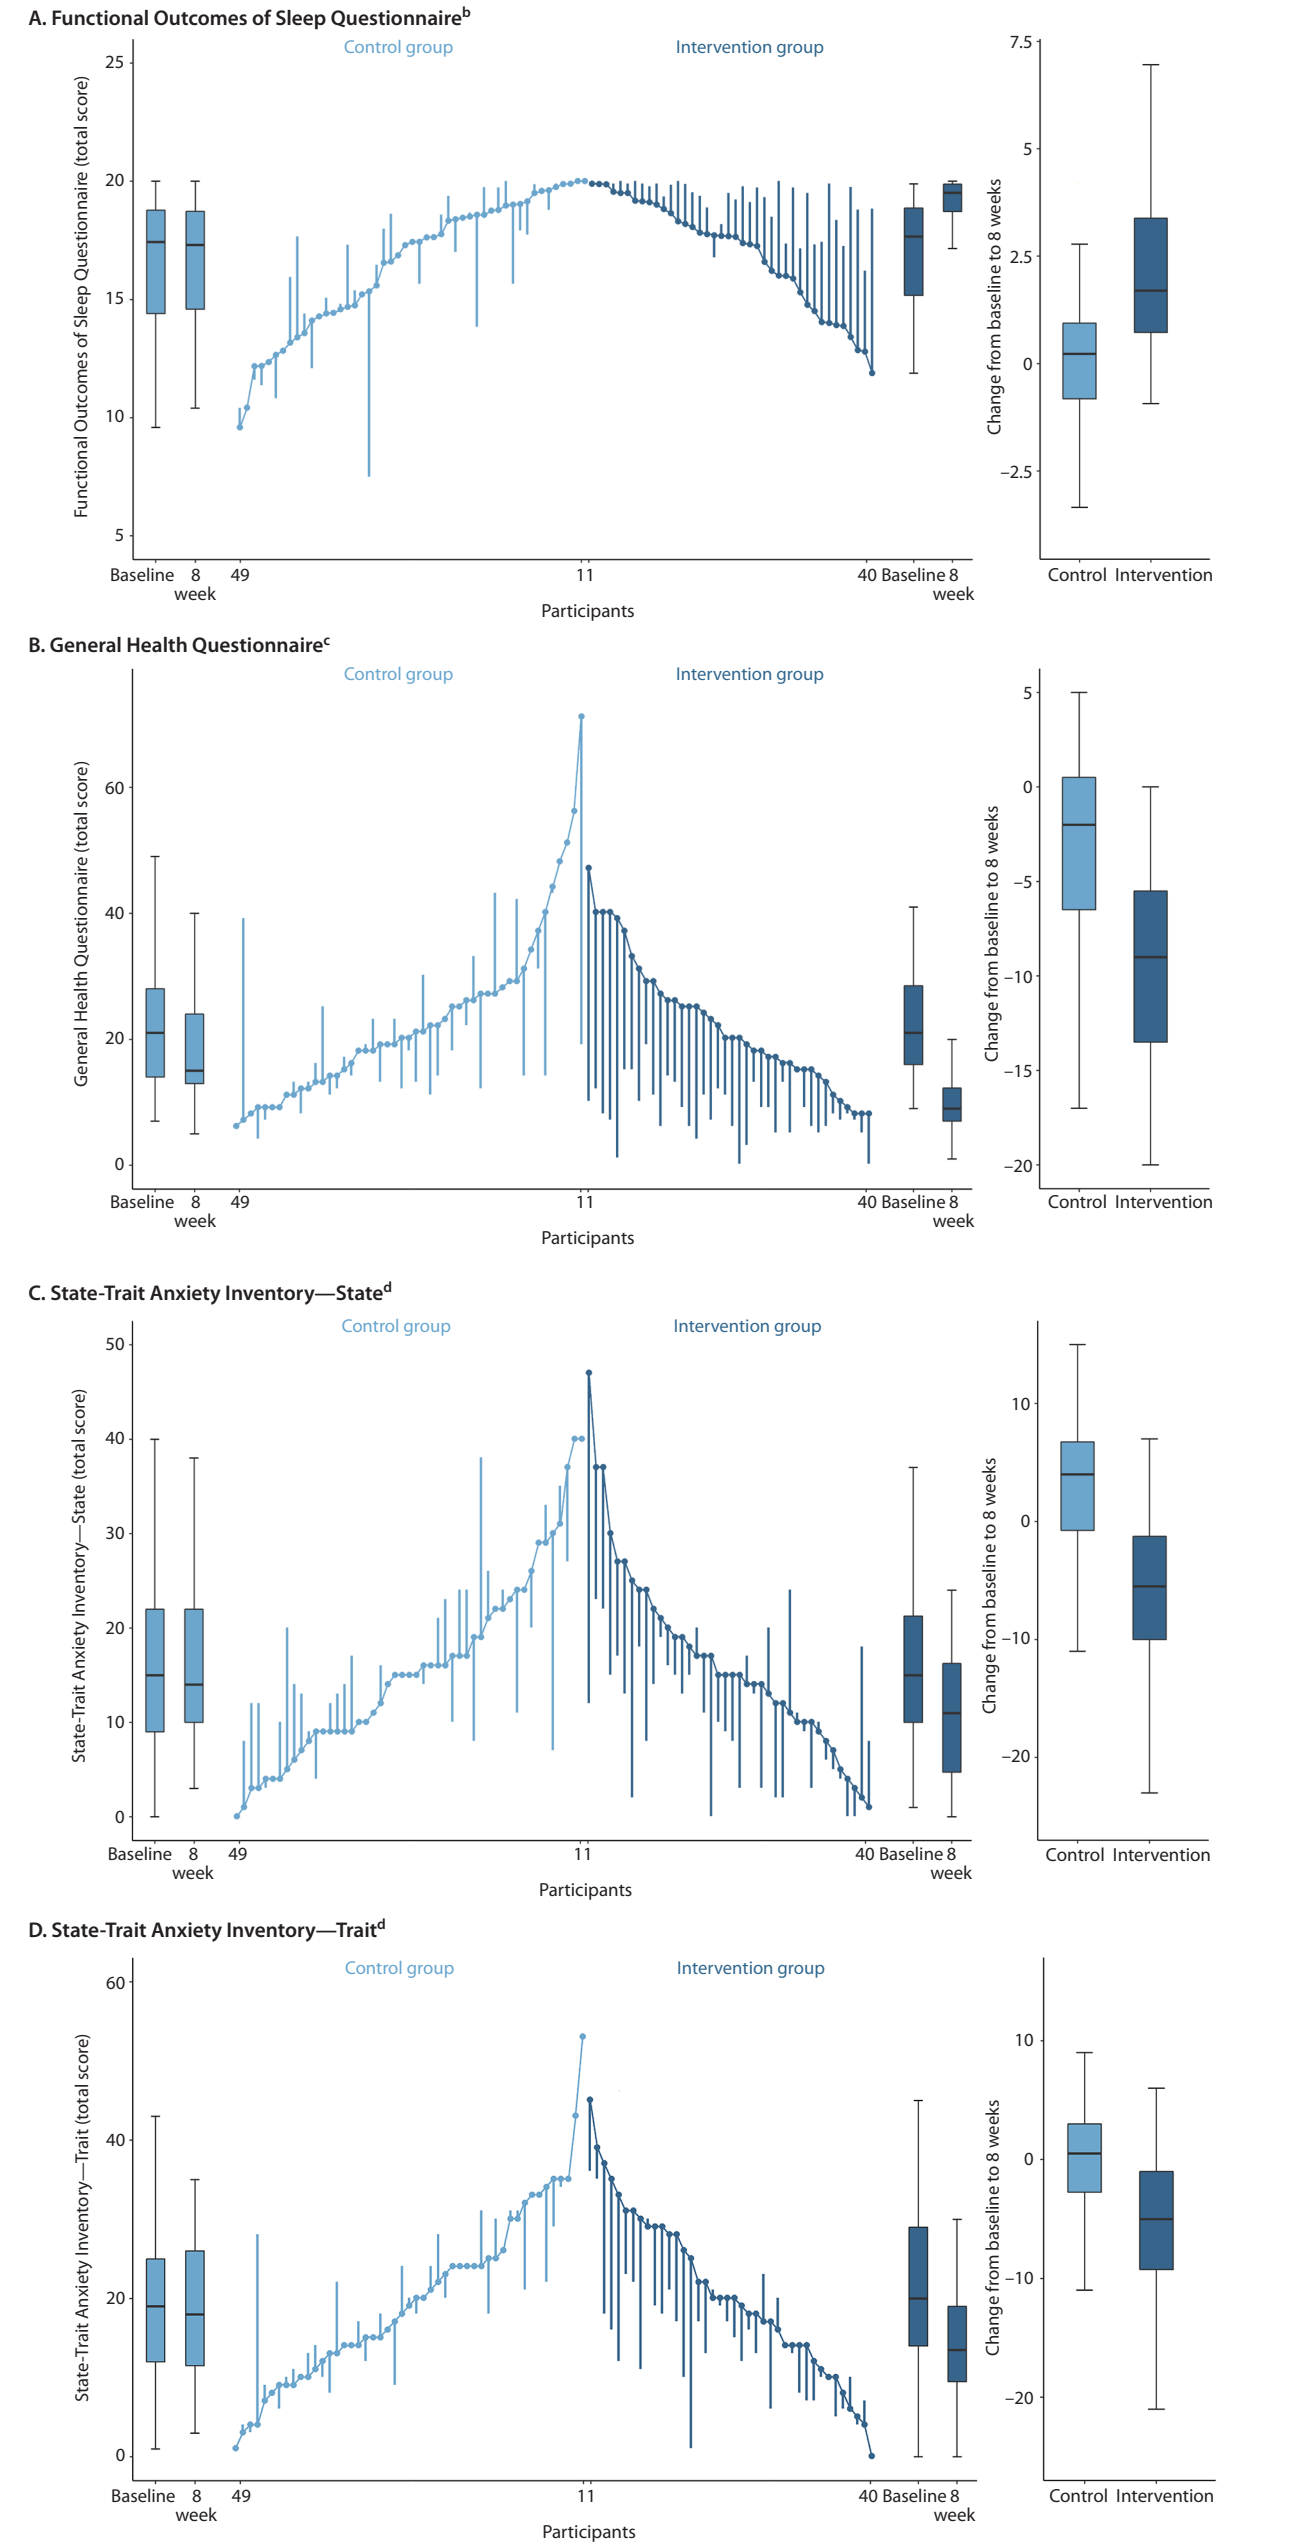 A. Functional Outcomes of Sleep Questionnaireᵇ
Control group
Intervention group
Functional Outcomes of Sleep Questionnaire (total score)
25
20
15
10
5
Baseline 8 week
49
11
40
Baseline 8 week
Participants
Change from baseline to 8 weeks
7.5
5
2.5
0
–2.5
Control Intervention
B. General Health Questionnaireᶜ
Control group
Intervention group
General Health Questionnaire (total score)
60
40
20
0
Baseline 8 week
49
11
40
Baseline 8 week
Participants
Change from baseline to 8 weeks
5
0
–5
–10
–15
–20
Control Intervention
C. State-Trait Anxiety Inventory—Stateᵈ
Control group
Intervention group
State-Trait Anxiety Inventory—State (total score)
50
40
30
20
10
0
Baseline 8 week
49
11
40
Baseline 8 week
Participants
Change from baseline to 8 weeks
10
0
–10
–20
Control Intervention
D. State-Trait Anxiety Inventory—Traitᵈ
Control group
Intervention group
State-Trait Anxiety Inventory—Trait (total score)
60
40
20
0
Baseline 8 week
49
11
40
Baseline 8 week
Participants
Change from baseline to 8 weeks
10
0
–10
–20
Control Intervention